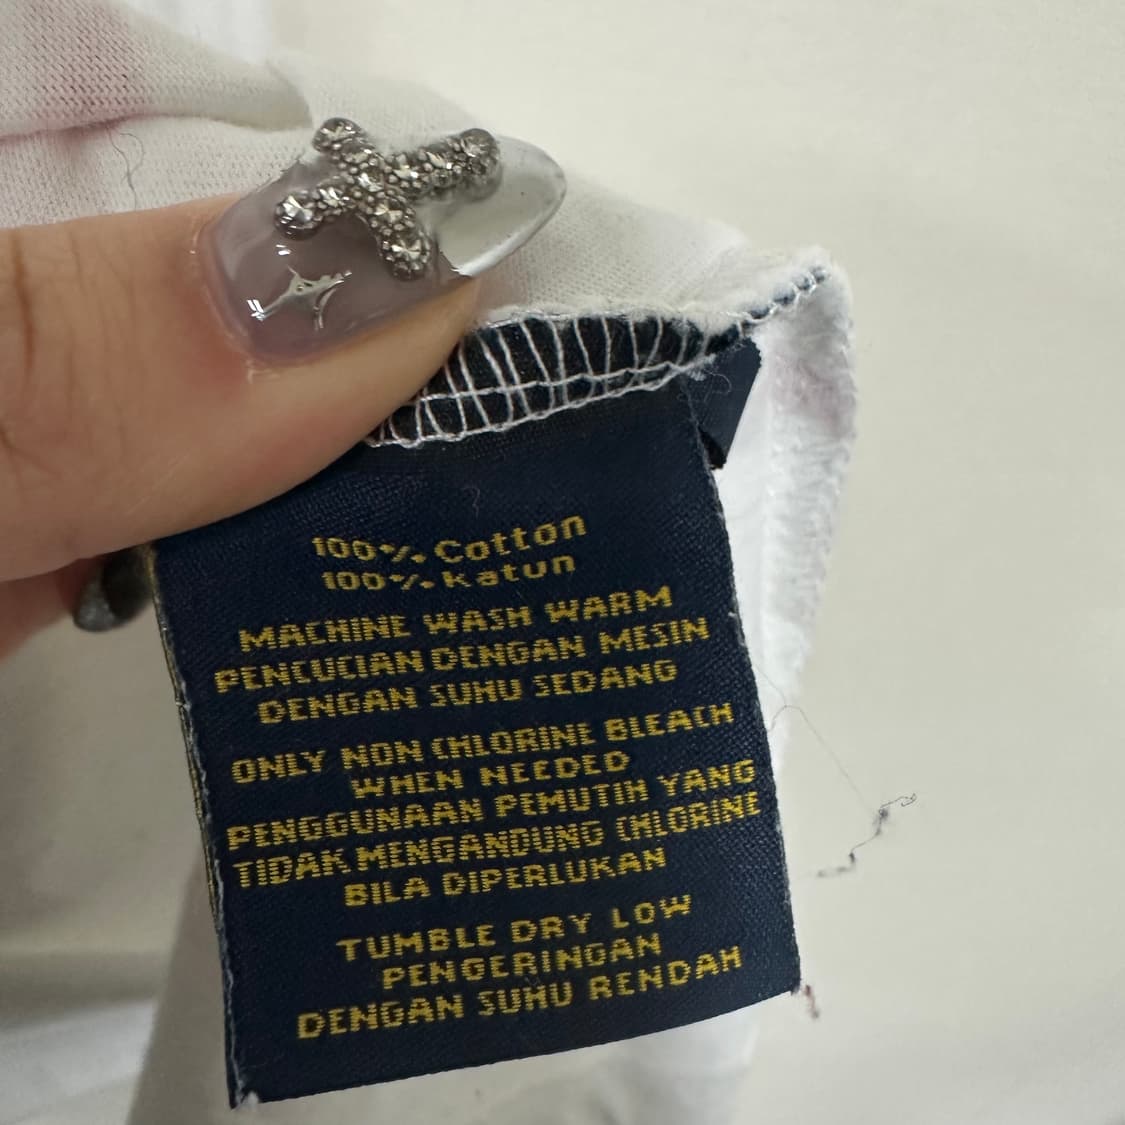 100% Cotton
100% Katun
MACHINE WASH WARM
PENCUCIAN DENGAN MESIN
DENGAN SUHU SEDANG
ONLY NON CHLORINE BLEACH
WHEN NEEDED
PENGGUNAAN PEMUTIH YANG
TIDAK MENGANDUNG CHLORINE
BILA DIPERLUKAN
TUMBLE DRY LOW
PENGERINGAN
DENGAN SUHU RENDAH